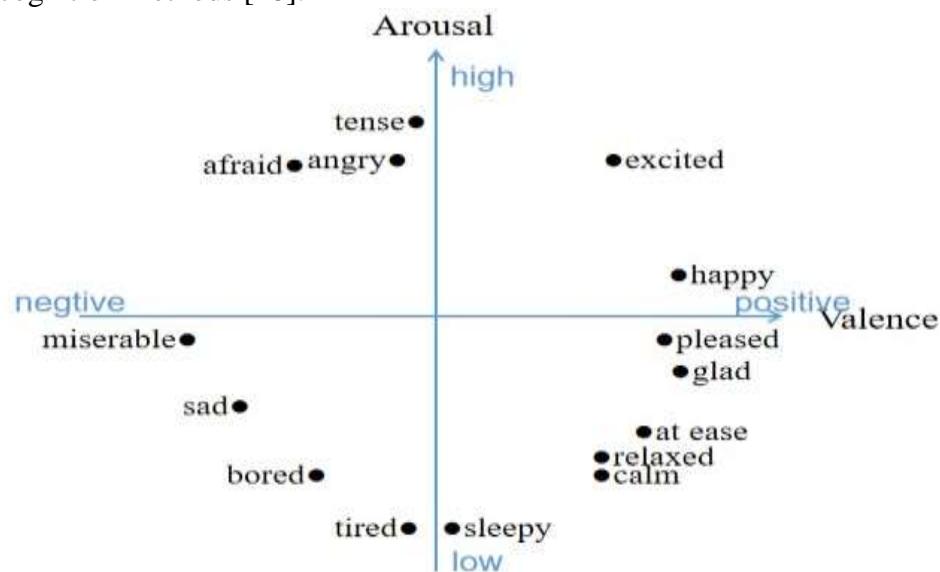 Arousal
high
tense
afraid angry excited
happy
negtive positive
Valence
miserable pleased
glad
sad
at ease
relaxed
bored calm
tired sleepy
low